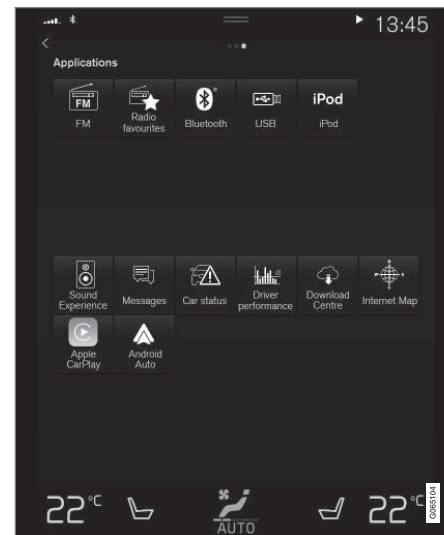 13:45
Applications
FM
FM
Radio
favourites
Bluetooth
USB
iPod
iPod
Sound
Experience
Messages
Car status
Driver
performance
Download
Centre
Internet Map
Apple
CarPlay
Android
Auto
22°C
AUTO
22°C
G065104